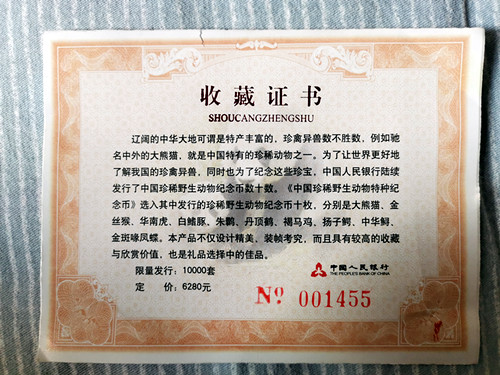 收藏证书
SHOUCANGZHENGSHU
辽阔的中华大地可谓是特产丰富的，珍禽异兽数不胜数，例如驰
名中外的大熊猫，就是中国特有的珍稀动物之一。为了让世界更好地
了解我国的珍禽异兽，同时也为了纪念这些珍宝，中国人民银行陆续
发行了中国珍稀野生动物纪念币数十数。《中国珍稀野生动物特种纪
念币》选入其中发行的珍稀野生动物纪念币十枚，分别是大熊猫、金
丝猴、华南虎、白鳍豚、朱鹮、丹顶鹤、褐马鸡、扬子鳄、中华鲟、
金斑喙凤蝶。本产品不仅设计精美，装帧考究，而且具有较高的收藏
与欣赏价值，也是礼品选择中的佳品。
限量发行：10000套
定 价：6280元
中国人民银行
THE PEOPLE'S BANK OF CHINA
Nº 001455